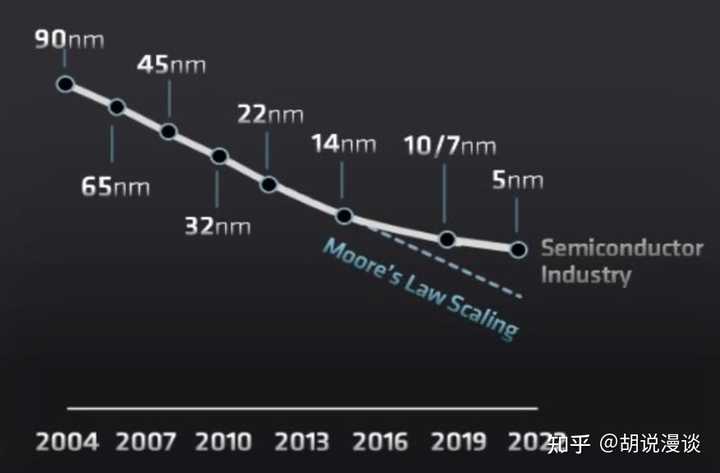 90nm
45nm
22nm
14nm
10/7nm
5nm
65nm
32nm
Semiconductor
Industry
Moore's Law Scaling
2004 2007 2010 2013 2016 2019
知乎 @胡说漫谈